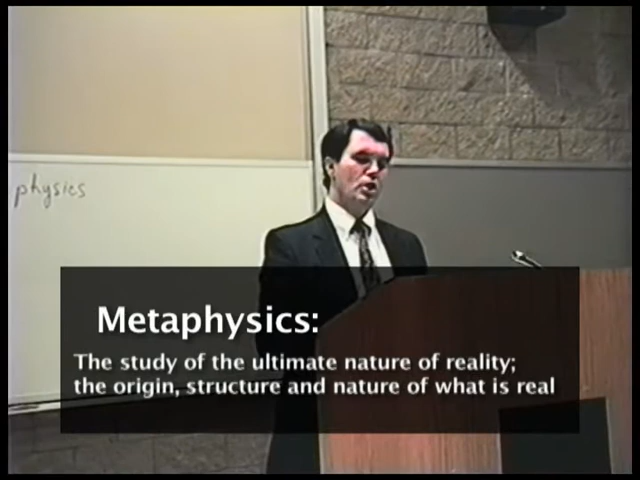 physics
Metaphysics:
The study of the ultimate nature of reality;
the origin, structure and nature of what is real